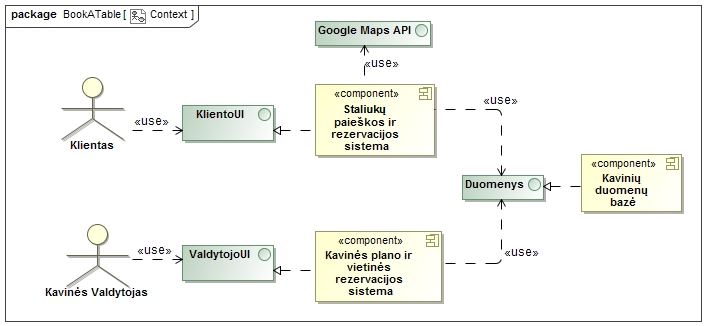 package BookATable [ Context ]
Google Maps API
«use»
«component»
Staliukų
paieškos ir
rezervacijos
sistema
«use»
KlientoUI
«use»
Klientas
Duomenys
«component»
Kavinių
duomenų
bazė
«use»
ValdytojoUI
«component»
Kavinės plano ir
vietinės
rezervacijos
sistema
«use»
Kavinės Valdytojas